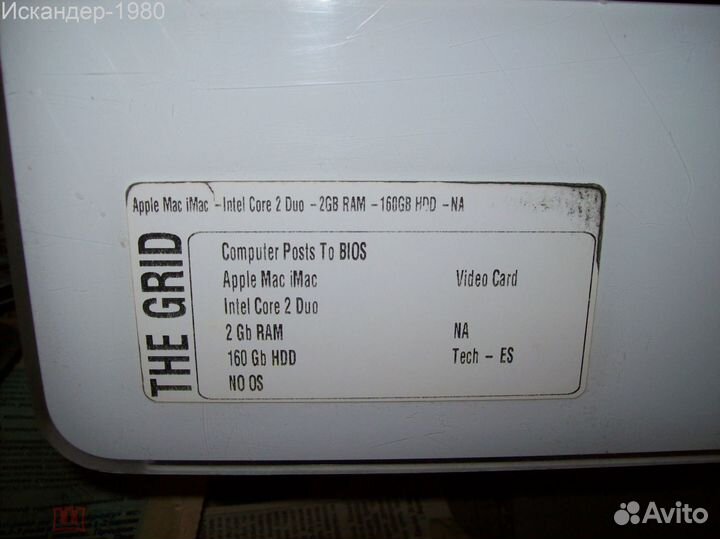 Искандер-1980
Apple Mac iMac -Intel Core 2 Duo -2GB RAM -160GB HDD -NA
THE GRID
Computer Posts To BIOS
Apple Mac iMac Video Card
Intel Core 2 Duo
2 Gb RAM NA
160 Gb HDD Tech - ES
NO OS
Avito